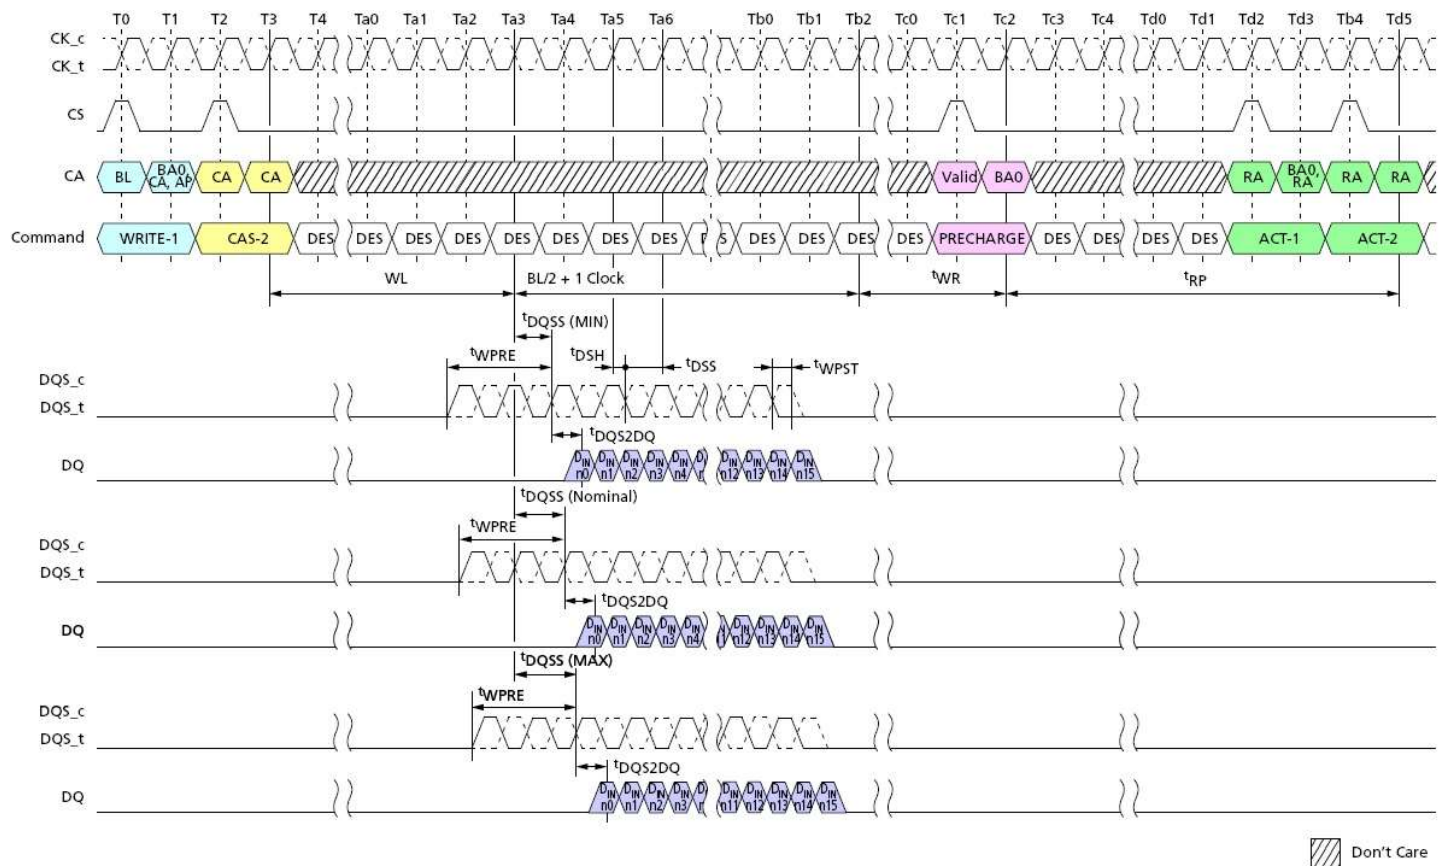 T0 T1 T2 T3 T4 Ta0 Ta1 Ta2 Ta3 Ta4 Ta5 Ta6 Tb0 Tb1 Tb2 Tc0 Tc1 Tc2 Tc3 Tc4 Td0 Td1 Td2 Td3 Tb4 Td5
CK_c
CK_t
CS
CA BL BA0, CA, AP CA CA Valid BA0 RA BA0, RA RA RA
Command WRITE-1 CAS-2 DES DES DES DES DES DES DES DES DES DES DES DES PRECHARGE DES DES DES DES ACT-1 ACT-2
WL BL/2 + 1 Clock tWR tRP
tDQSS (MIN)
tWPRE tDSH tDSS tWPST
DQS_c
DQS_t
tDQS2DQ
DQ DIN n0 DIN n1 DIN n2 DIN n3 DIN n4 DIN n12 DIN n13 DIN n14 DIN n15
tDQSS (Nominal)
tWPRE
DQS_c
DQS_t
tDQS2DQ
DQ DIN n0 DIN n1 DIN n2 DIN n3 DIN n4 DIN n12 DIN n13 DIN n14 DIN n15
tDQSS (MAX)
tWPRE
DQS_c
DQS_t
tDQS2DQ
DQ DIN n0 DIN n1 DIN n2 DIN n3 DIN n11 DIN n12 DIN n13 DIN n14 DIN n15
Don't Care